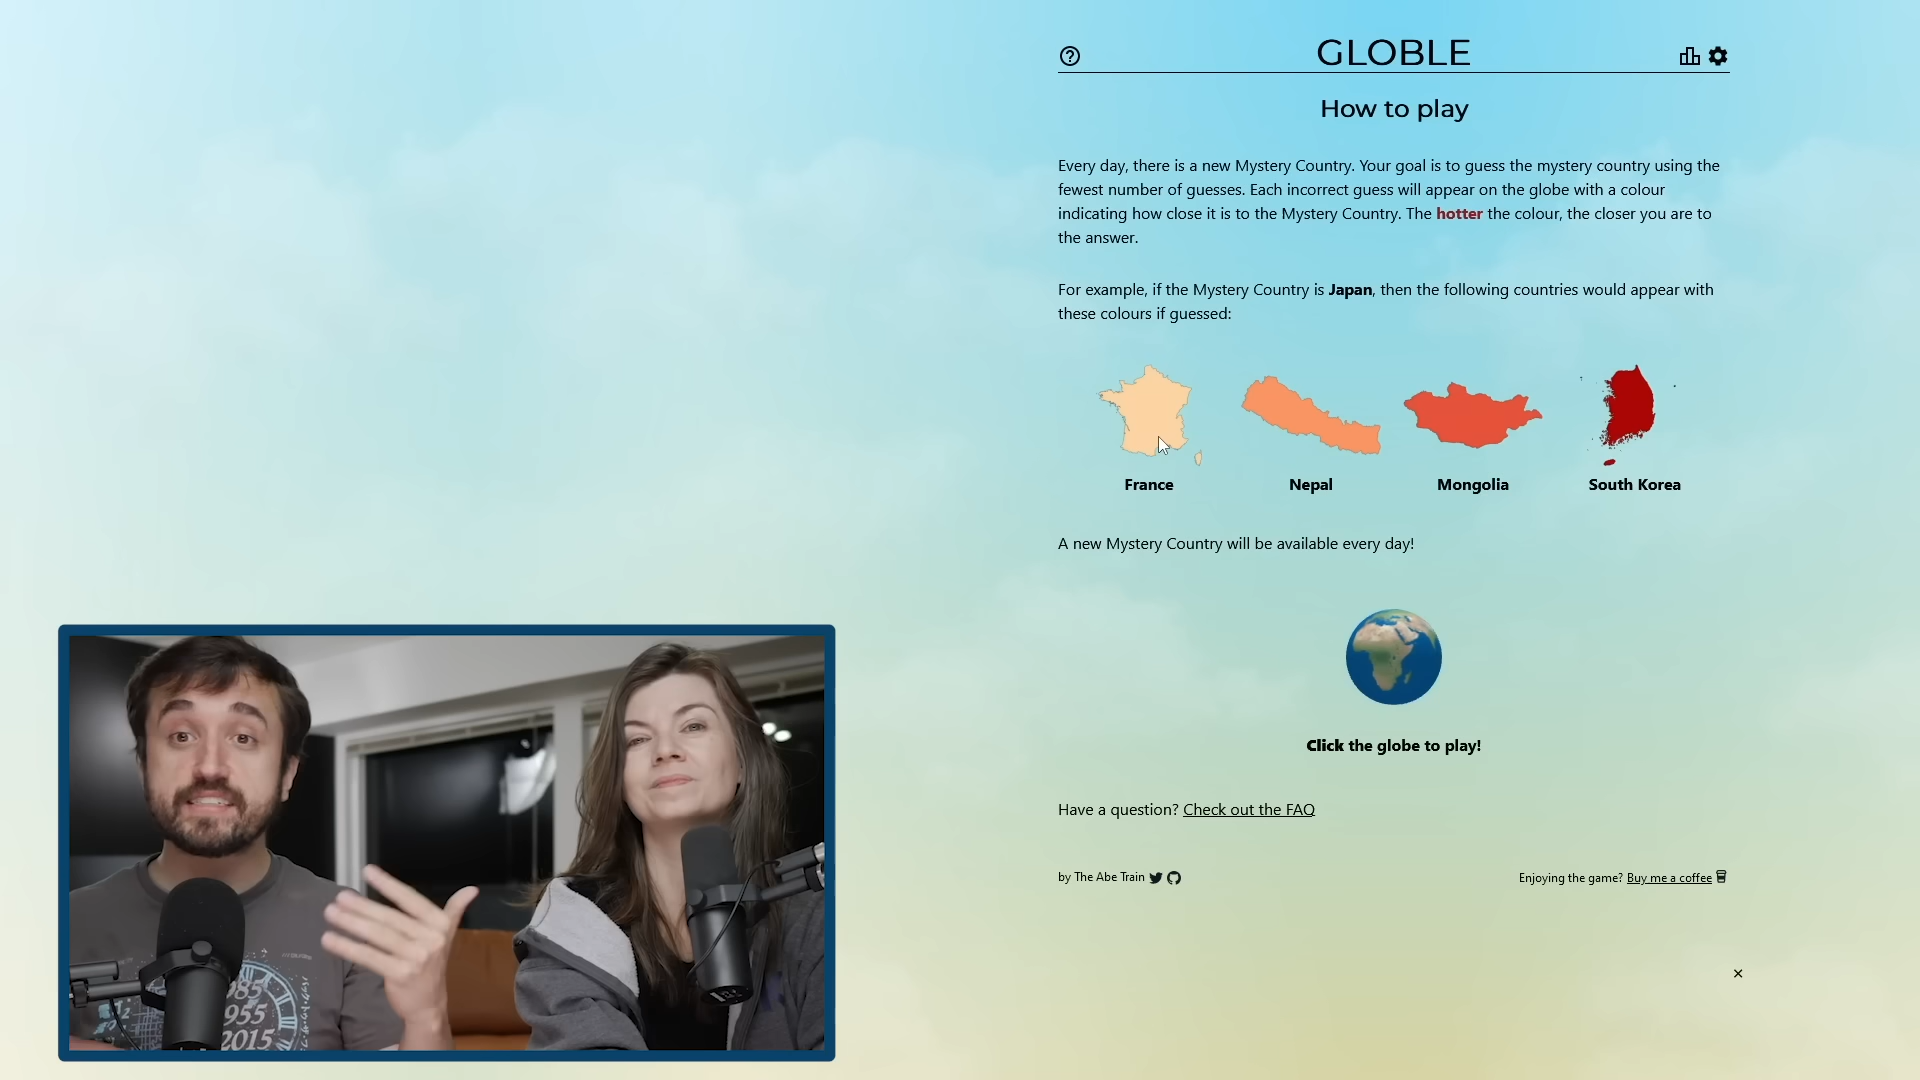 GLOBLE
How to play
Every day, there is a new Mystery Country. Your goal is to guess the mystery country using the
fewest number of guesses. Each incorrect guess will appear on the globe with a colour
indicating how close it is to the Mystery Country. The hotter the colour, the closer you are to
the answer.
For example, if the Mystery Country is Japan, then the following countries would appear with
these colours if guessed:
France
Nepal
Mongolia
South Korea
A new Mystery Country will be available every day!
Click the globe to play!
Have a question? Check out the FAQ
by The Abe Train
Enjoying the game? Buy me a coffee
985
955
2015